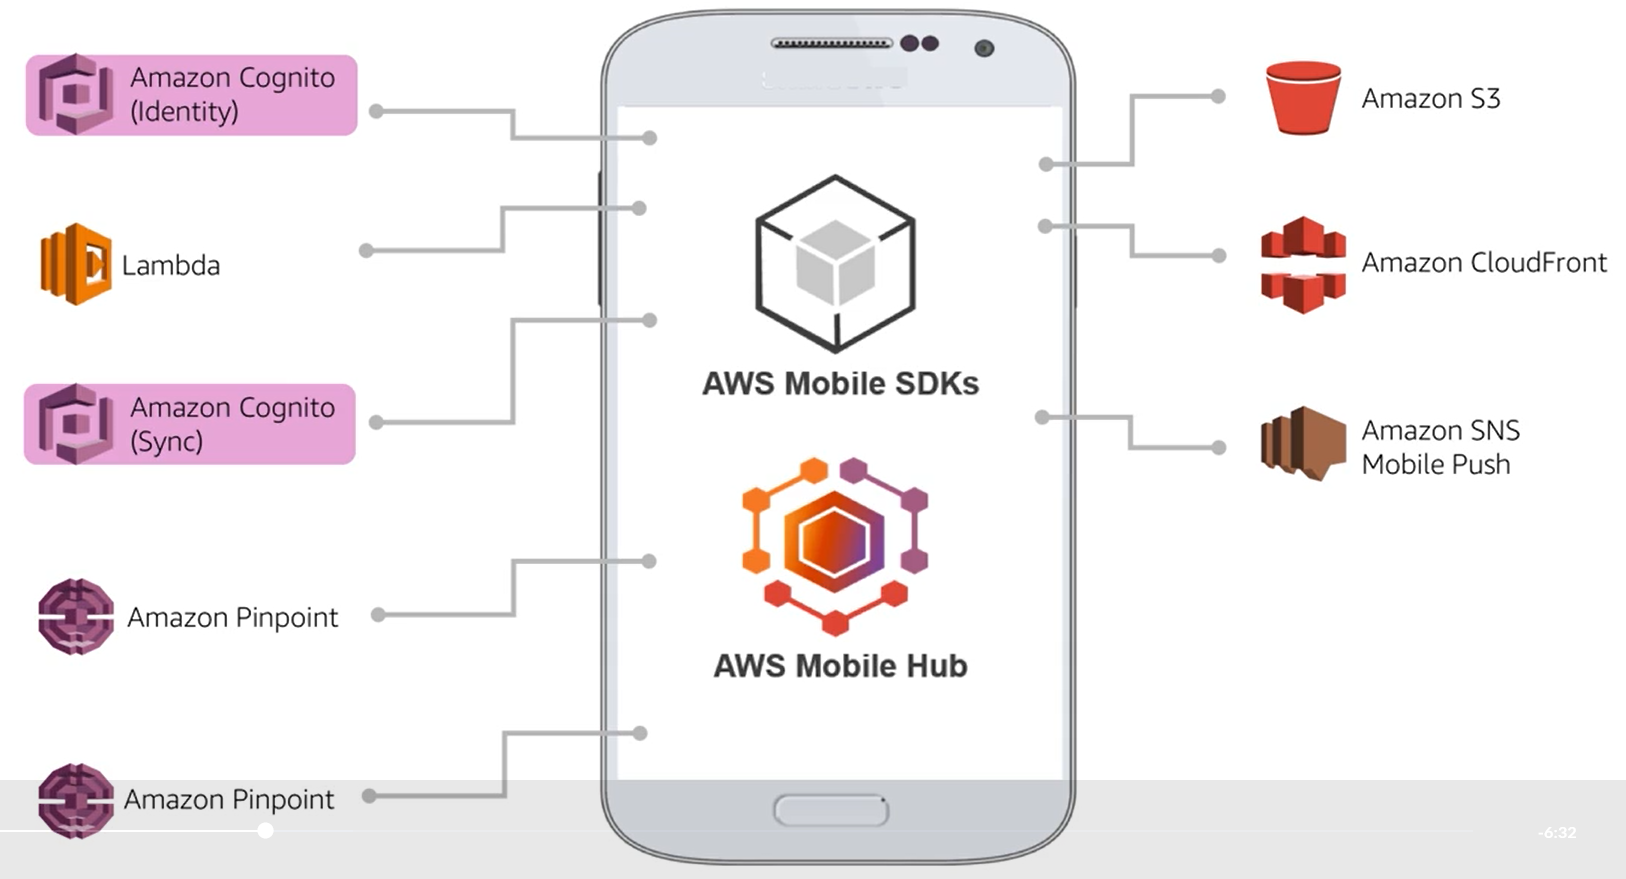 Amazon Cognito
(Identity)
Lambda
Amazon Cognito
(Sync)
Amazon Pinpoint
Amazon Pinpoint
AWS Mobile SDKs
AWS Mobile Hub
Amazon S3
Amazon CloudFront
Amazon SNS
Mobile Push
-6:32